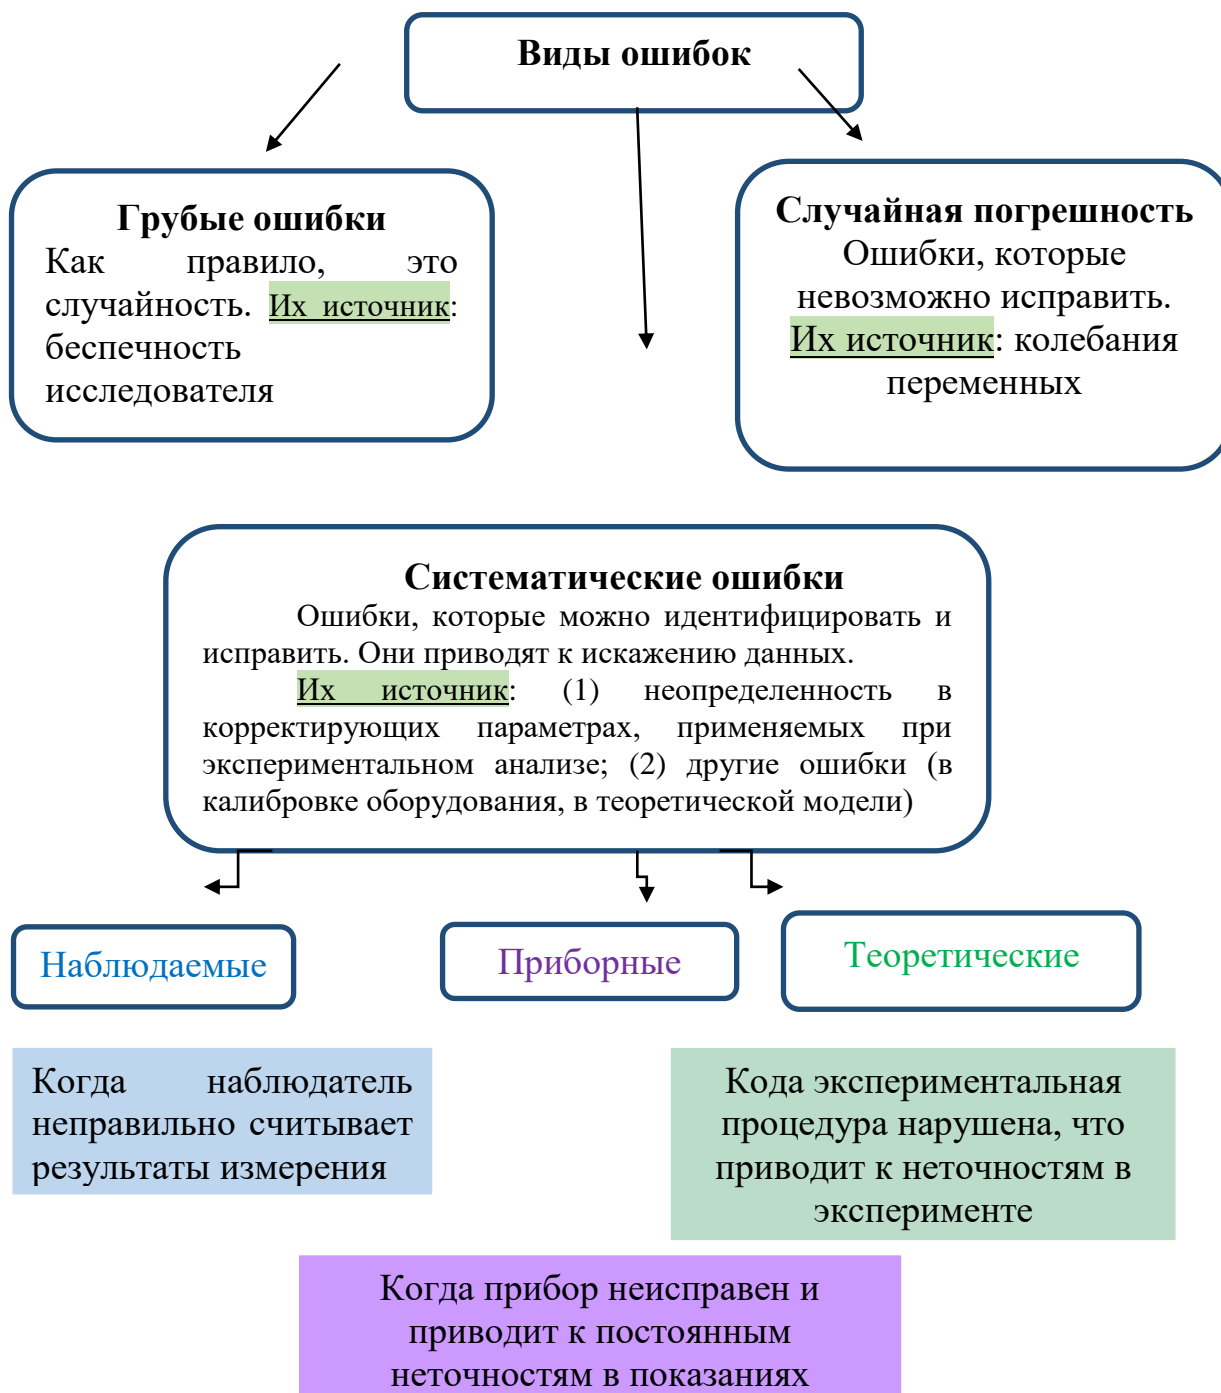 Виды ошибок
Грубые ошибки
Как правило, это
случайность. Их источник:
беспечность
исследователя
Случайная погрешность
Ошибки, которые
невозможно исправить.
Их источник: колебания
переменных
Систематические ошибки
Ошибки, которые можно идентифицировать и
исправить. Они приводят к искажению данных.
Их источник: (1) неопределенность в
корректирующих параметрах, применяемых при
экспериментальном анализе; (2) другие ошибки (в
калибровке оборудования, в теоретической модели)
Наблюдаемые
Приборные
Теоретические
Когда наблюдатель
неправильно считывает
результаты измерения
Кода экспериментальная
процедура нарушена, что
приводит к неточностям в
эксперименте
Когда прибор неисправен и
приводит к постоянным
неточностям в показаниях